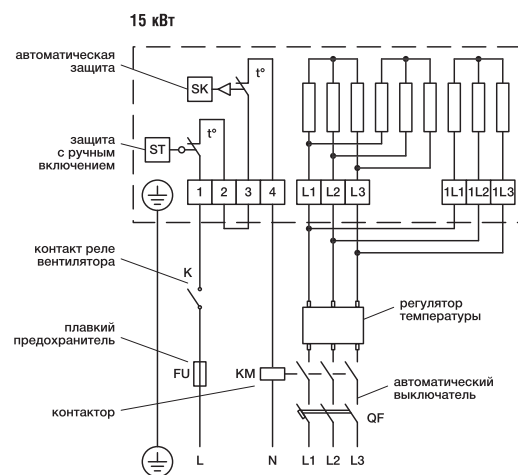 15 кВт
автоматическая
защита
SK
t°
защита
с ручным
включением
ST
t°
1 2 3 4 L1 L2 L3 1L1 1L2 1L3
контакт реле
вентилятора
K
плавкий
предохранитель
FU
KM
контактор
регулятор
температуры
автоматический
выключатель
QF
L N L1 L2 L3